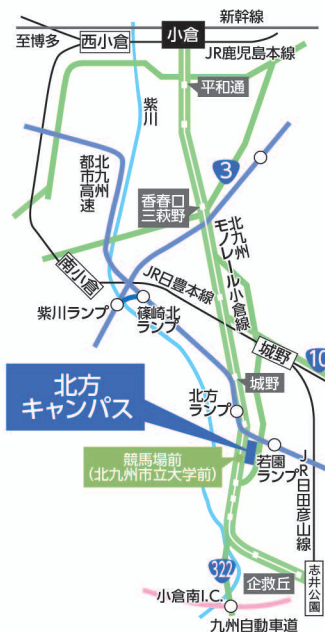 新幹線
至博多
西小倉
小倉
JR鹿児島本線
平和通
紫川
北九州
都市高速
3
香春口
三萩野
北九州
モノレール小倉線
南小倉
JR日豊本線
紫川ランプ
篠崎北
ランプ
城野
10
城野
北方
キャンパス
北方
ランプ
競馬場前
(北九州市立大学前)
若園
ランプ
JR日田彦山線
322
企救丘
志井
公園
小倉南I.C.
九州自動車道